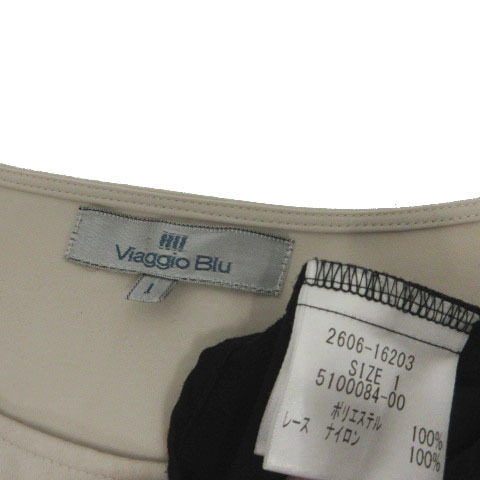 Viaggio Blu
1
2606-16203
SIZE 1
5100084-00
ポリエステル 100%
レース ナイロン 100%